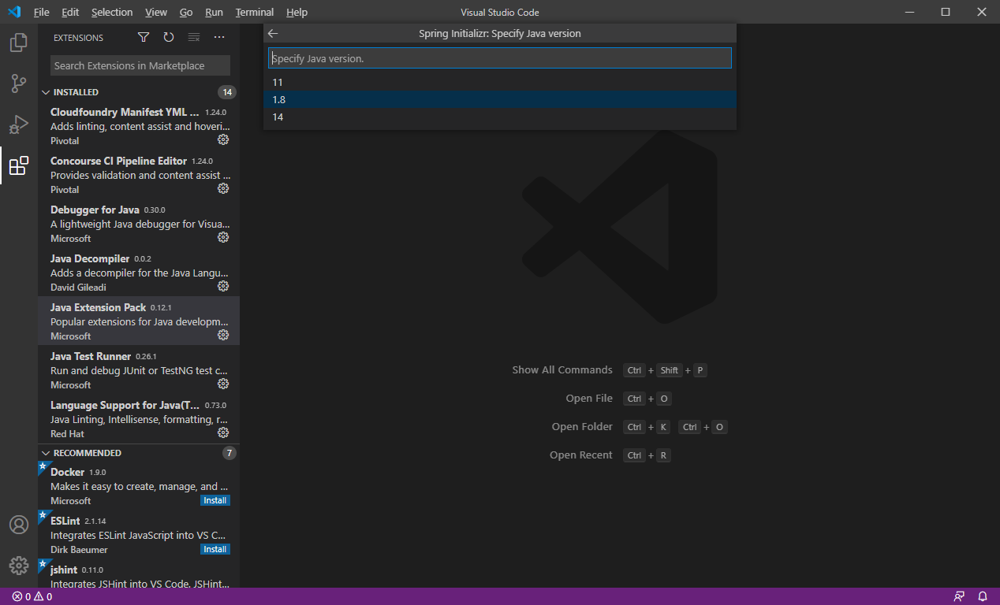 File Edit Selection View Go Run Terminal Help
Visual Studio Code
EXTENSIONS
Search Extensions in Marketplace
INSTALLED 14
Cloudfoundry Manifest YML ... 1.24.0
Adds linting, content assist and hoveri...
Pivotal
Concourse CI Pipeline Editor 1.24.0
Provides validation and content assist ...
Pivotal
Debugger for Java 0.30.0
A lightweight Java debugger for Visua...
Microsoft
Java Decompiler 0.0.2
Adds a decompiler for the Java Langu...
David Gileadi
Java Extension Pack 0.12.1
Popular extensions for Java developm...
Microsoft
Java Test Runner 0.26.1
Run and debug JUnit or TestNG test c...
Microsoft
Language Support for Java(T... 0.73.0
Java Linting, Intellisense, formatting, r...
Red Hat
RECOMMENDED 7
Docker 1.9.0
Makes it easy to create, manage, and ...
Microsoft Install
ESLint 2.1.14
Integrates ESLint JavaScript into VS C...
Dirk Baeumer Install
jshint 0.11.0
Integrates JSHint into VS Code. JSHint...
Spring Initializr: Specify Java version
Specify Java version.
11
1.8
14
Show All Commands Ctrl + Shift + P
Open File Ctrl + O
Open Folder Ctrl + K Ctrl + O
Open Recent Ctrl + R
0 0